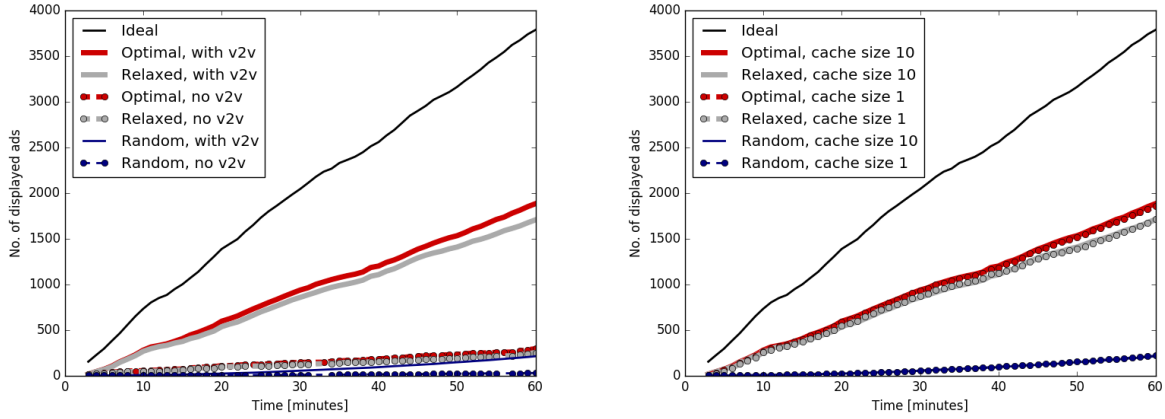 4000
3500
3000
2500
2000
1500
1000
500
0
No. of displayed ads
Ideal
Optimal, with v2v
Relaxed, with v2v
Optimal, no v2v
Relaxed, no v2v
Random, with v2v
Random, no v2v
0 10 20 30 40 50 60
Time [minutes]
4000
3500
3000
2500
2000
1500
1000
500
0
No. of displayed ads
Ideal
Optimal, cache size 10
Relaxed, cache size 10
Optimal, cache size 1
Relaxed, cache size 1
Random, cache size 10
Random, cache size 1
0 10 20 30 40 50 60
Time [minutes]